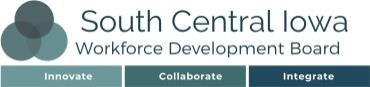 South Central Iowa
Workforce Development Board
Innovate Collaborate Integrate